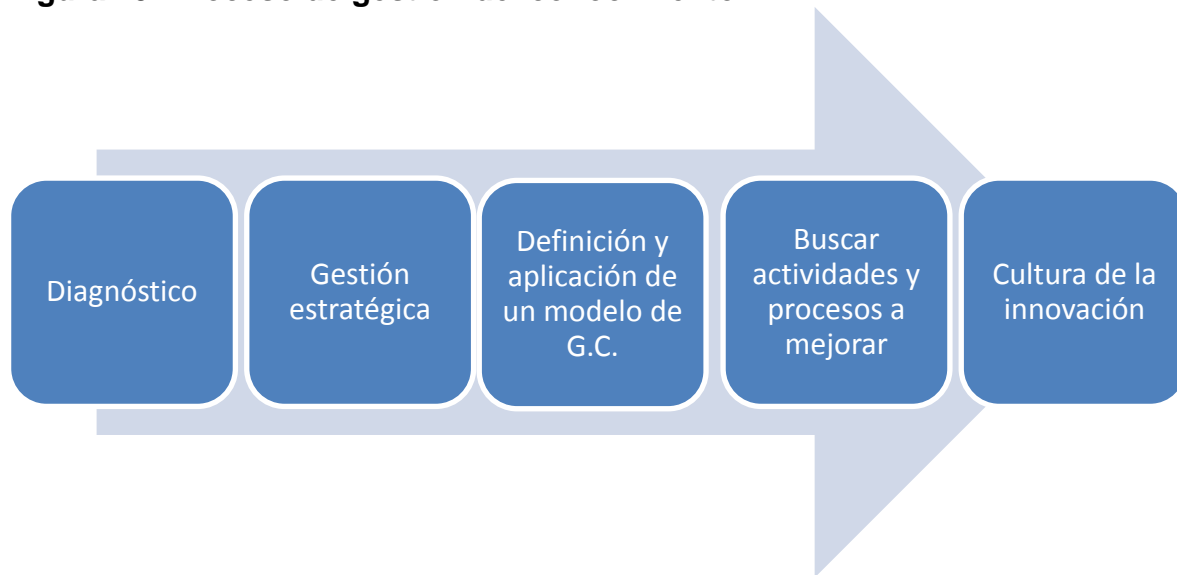 Diagnóstico
Gestión
estratégica
Definición y
aplicación de
un modelo de
G.C.
Buscar
actividades y
procesos a
mejorar
Cultura de la
innovación